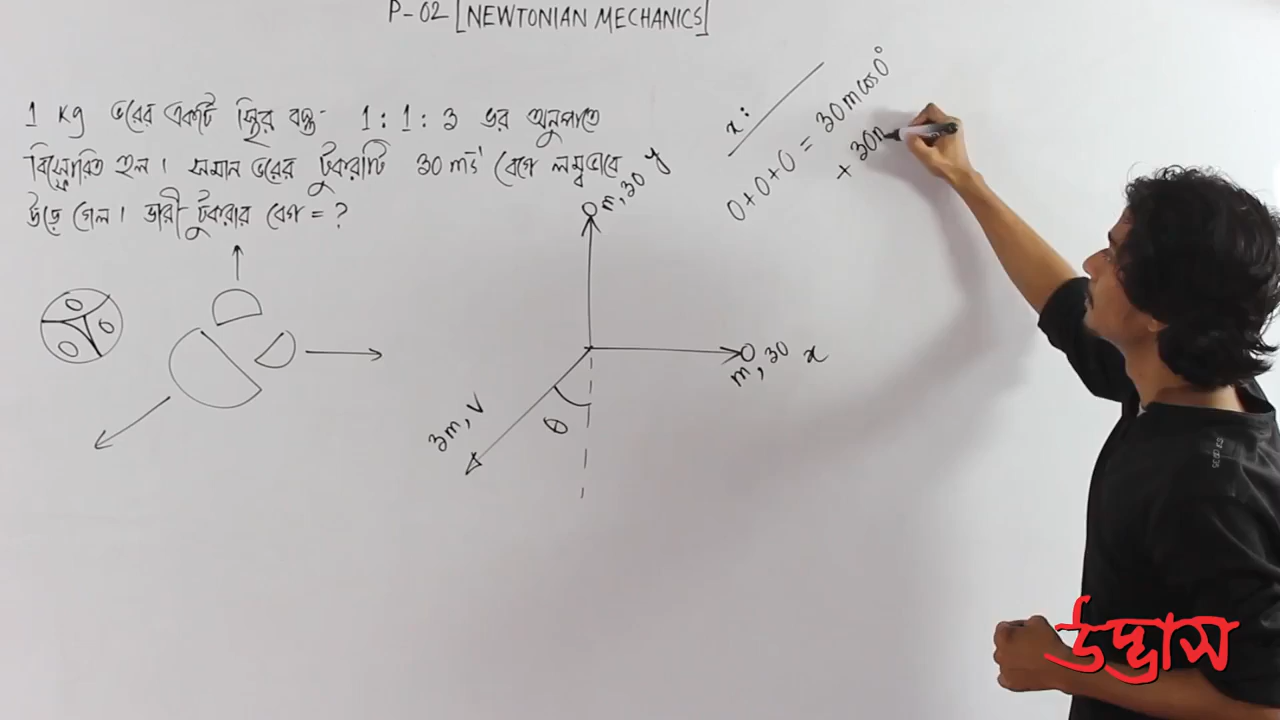 P-02 [NEWTONIAN MECHANICS]
1 Kg ভরের একটি স্থির বস্তু 1 : 1 : 3 ভর অনুপাতে
বিস্ফোরিত হল। সমান ভরের টুকরাটি 30 ms⁻¹ বেগে লম্বভাবে
উড়ে গেল। ভারী টুকরার বেগ = ?
x:
0+0+0 = 30m cos0°
+ 30m
m, 30 y
m, 30 x
3m, V
θ
উদ্ভাস